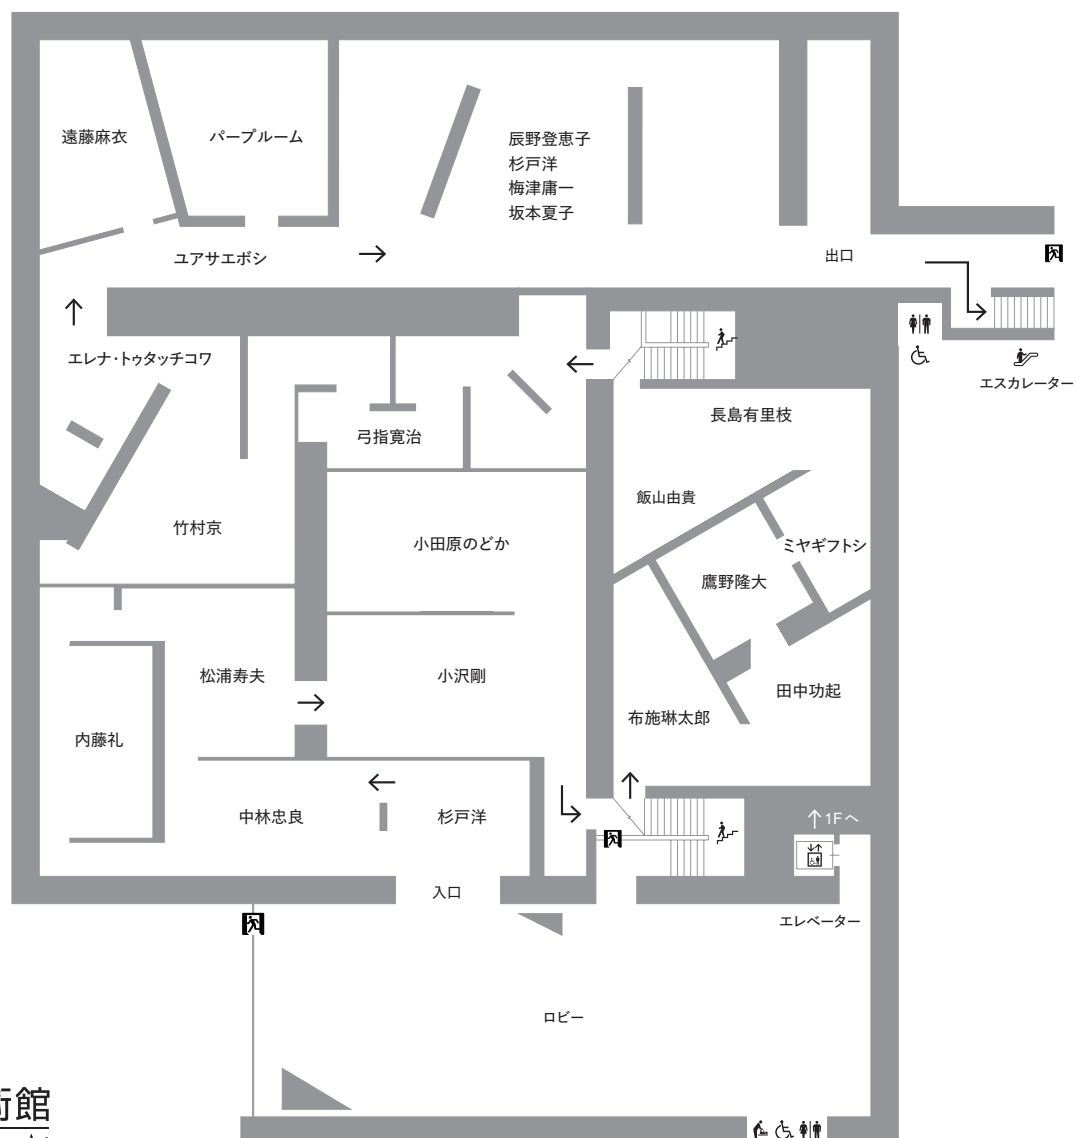 遠藤麻衣
パープルーム
辰野登恵子
杉戸洋
梅津庸一
坂本夏子
ユアサエボシ
出口
エレナ・トゥタッチコワ
エスカレーター
長島有里枝
弓指寛治
飯山由貴
竹村京
小田原のどか
ミヤギフトシ
鷹野隆大
松浦寿夫
小沢剛
田中功起
布施琳太郎
内藤礼
中林忠良
杉戸洋
↑1Fへ
入口
エレベーター
ロビー
術館